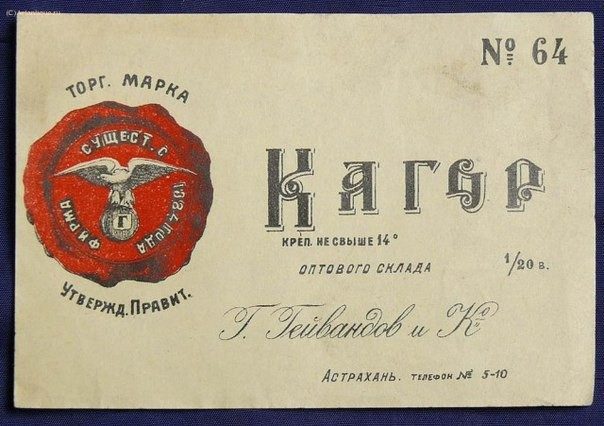 № 64
ТОРГ. МАРКА
ФИРМА СУЩЕСТ. С 1884 ГОДА
Г
УТВЕРЖД. ПРАВИТ.
КАГОР
КРЕП. НЕ СВЫШЕ 14°
ОПТОВОГО СКЛАДА
1/20 в.
Г. Гейвандов и Ко
АСТРАХАНЬ. ТЕЛЕФОН № 5-10